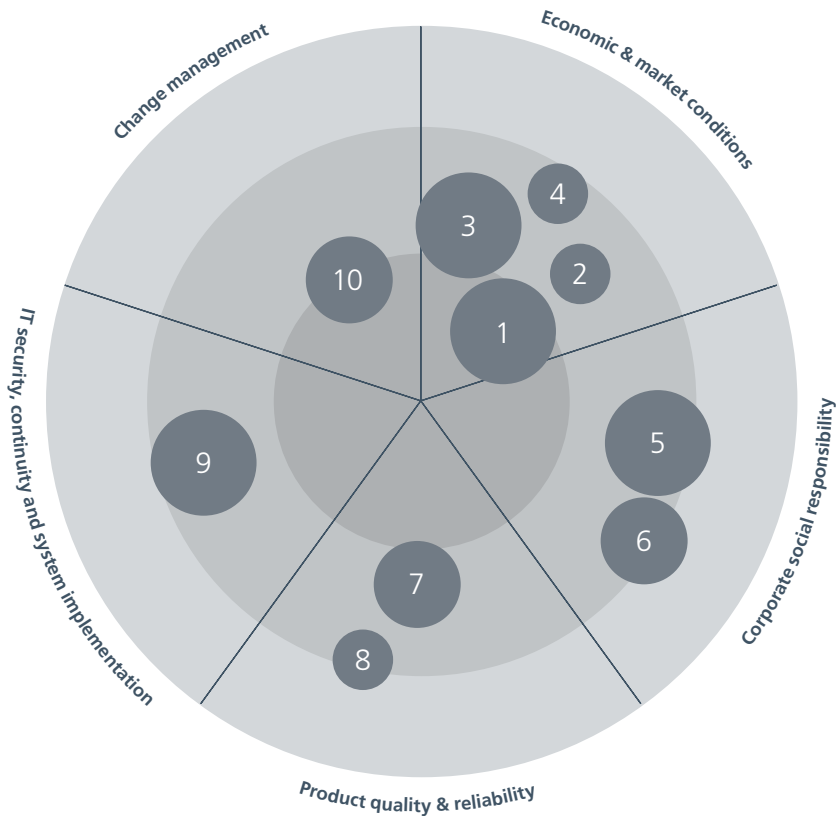 Change management
Economic & market conditions
4
3
2
10
1
5
9
6
7
8
IT security, continuity and system implementation
Corporate social responsibility
Product quality & reliability